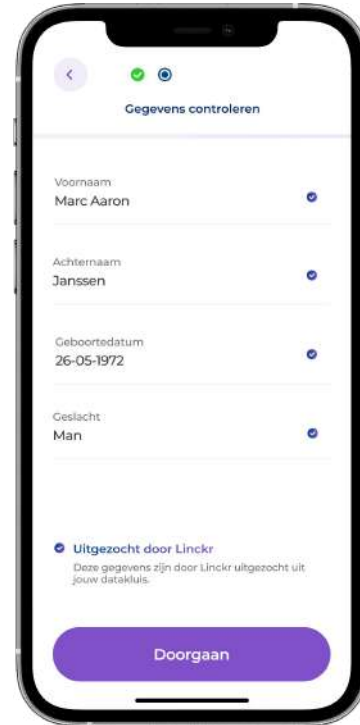 Gegevens controleren
Voornaam
Marc Aaron
Achternaam
Janssen
Geboortedatum
26-05-1972
Geslacht
Man
Uitgezocht door Linckr
Deze gegevens zijn door Linckr uitgezocht uit
jouw datakluis.
Doorgaan